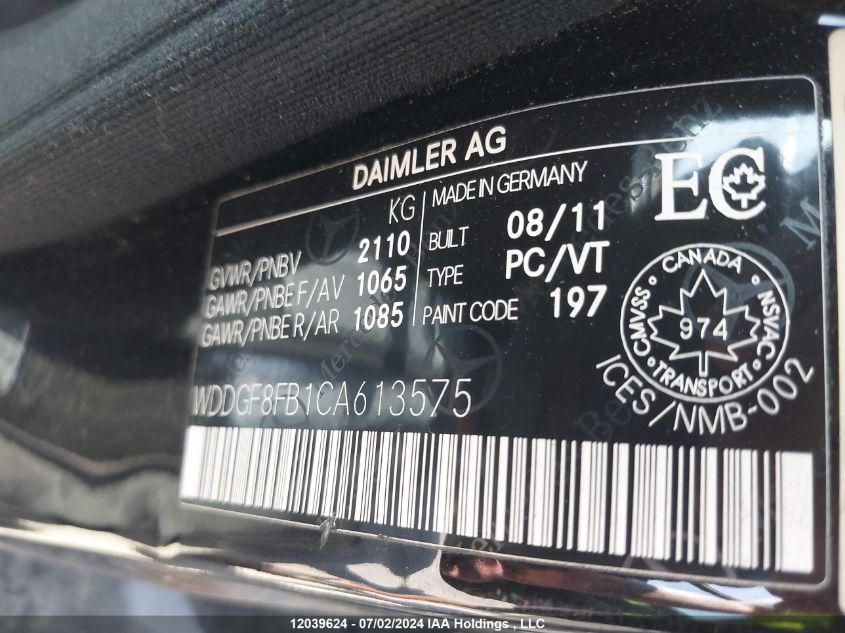 DAIMLER AG
KG
MADE IN GERMANY
GVWR/PNBV 2110
BUILT 08/11
GAWR/PNBE F/AV 1065
TYPE PC/VT
GAWR/PNBE R/AR 1085
PAINT CODE 197
EC
CANADA
CMVSS 974 NSVAC
TRANSPORT
ICES/NMB-002
WDDGF8FB1CA613575
Mercedes-Benz
12039624 - 07/02/2024 IAA Holdings , LLC